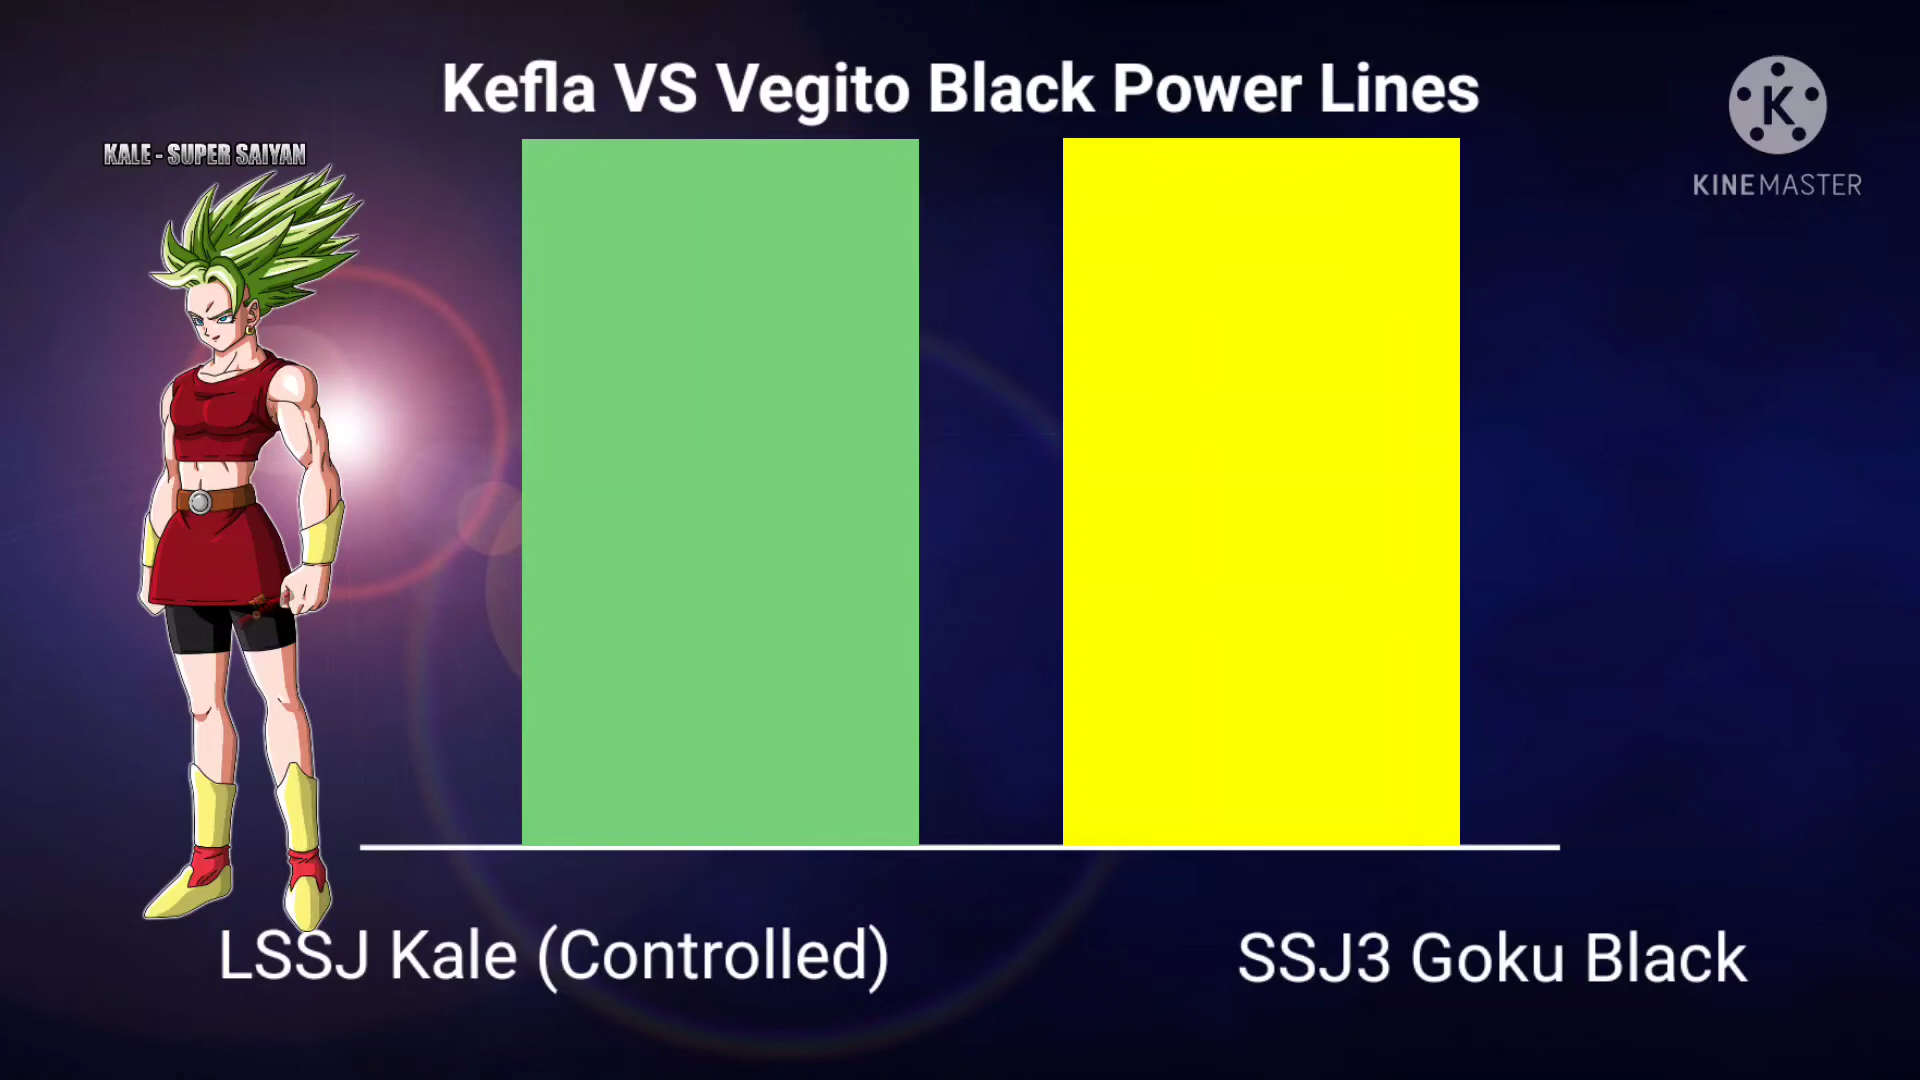 Kefla VS Vegito Black Power Lines
K
KINEMASTER
KALE - SUPER SAIYAN
LSSJ Kale (Controlled)
SSJ3 Goku Black